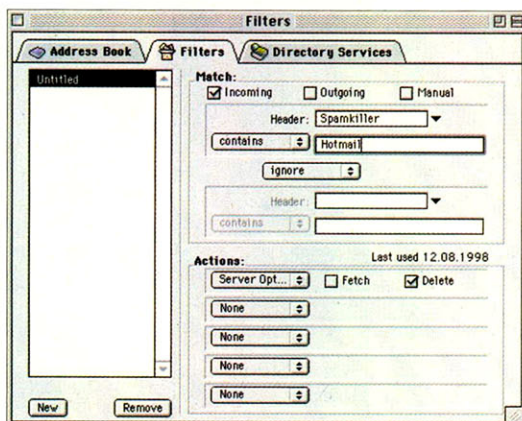 Filters
Address Book
Filters
Directory Services
Untitled
New
Remove
Match:
Incoming
Outgoing
Manual
Header: Spamkiller
contains
Hotmail
ignore
Header:
contains
Last used 12.08.1998
Actions:
Server Opt...
Fetch
Delete
None
None
None
None